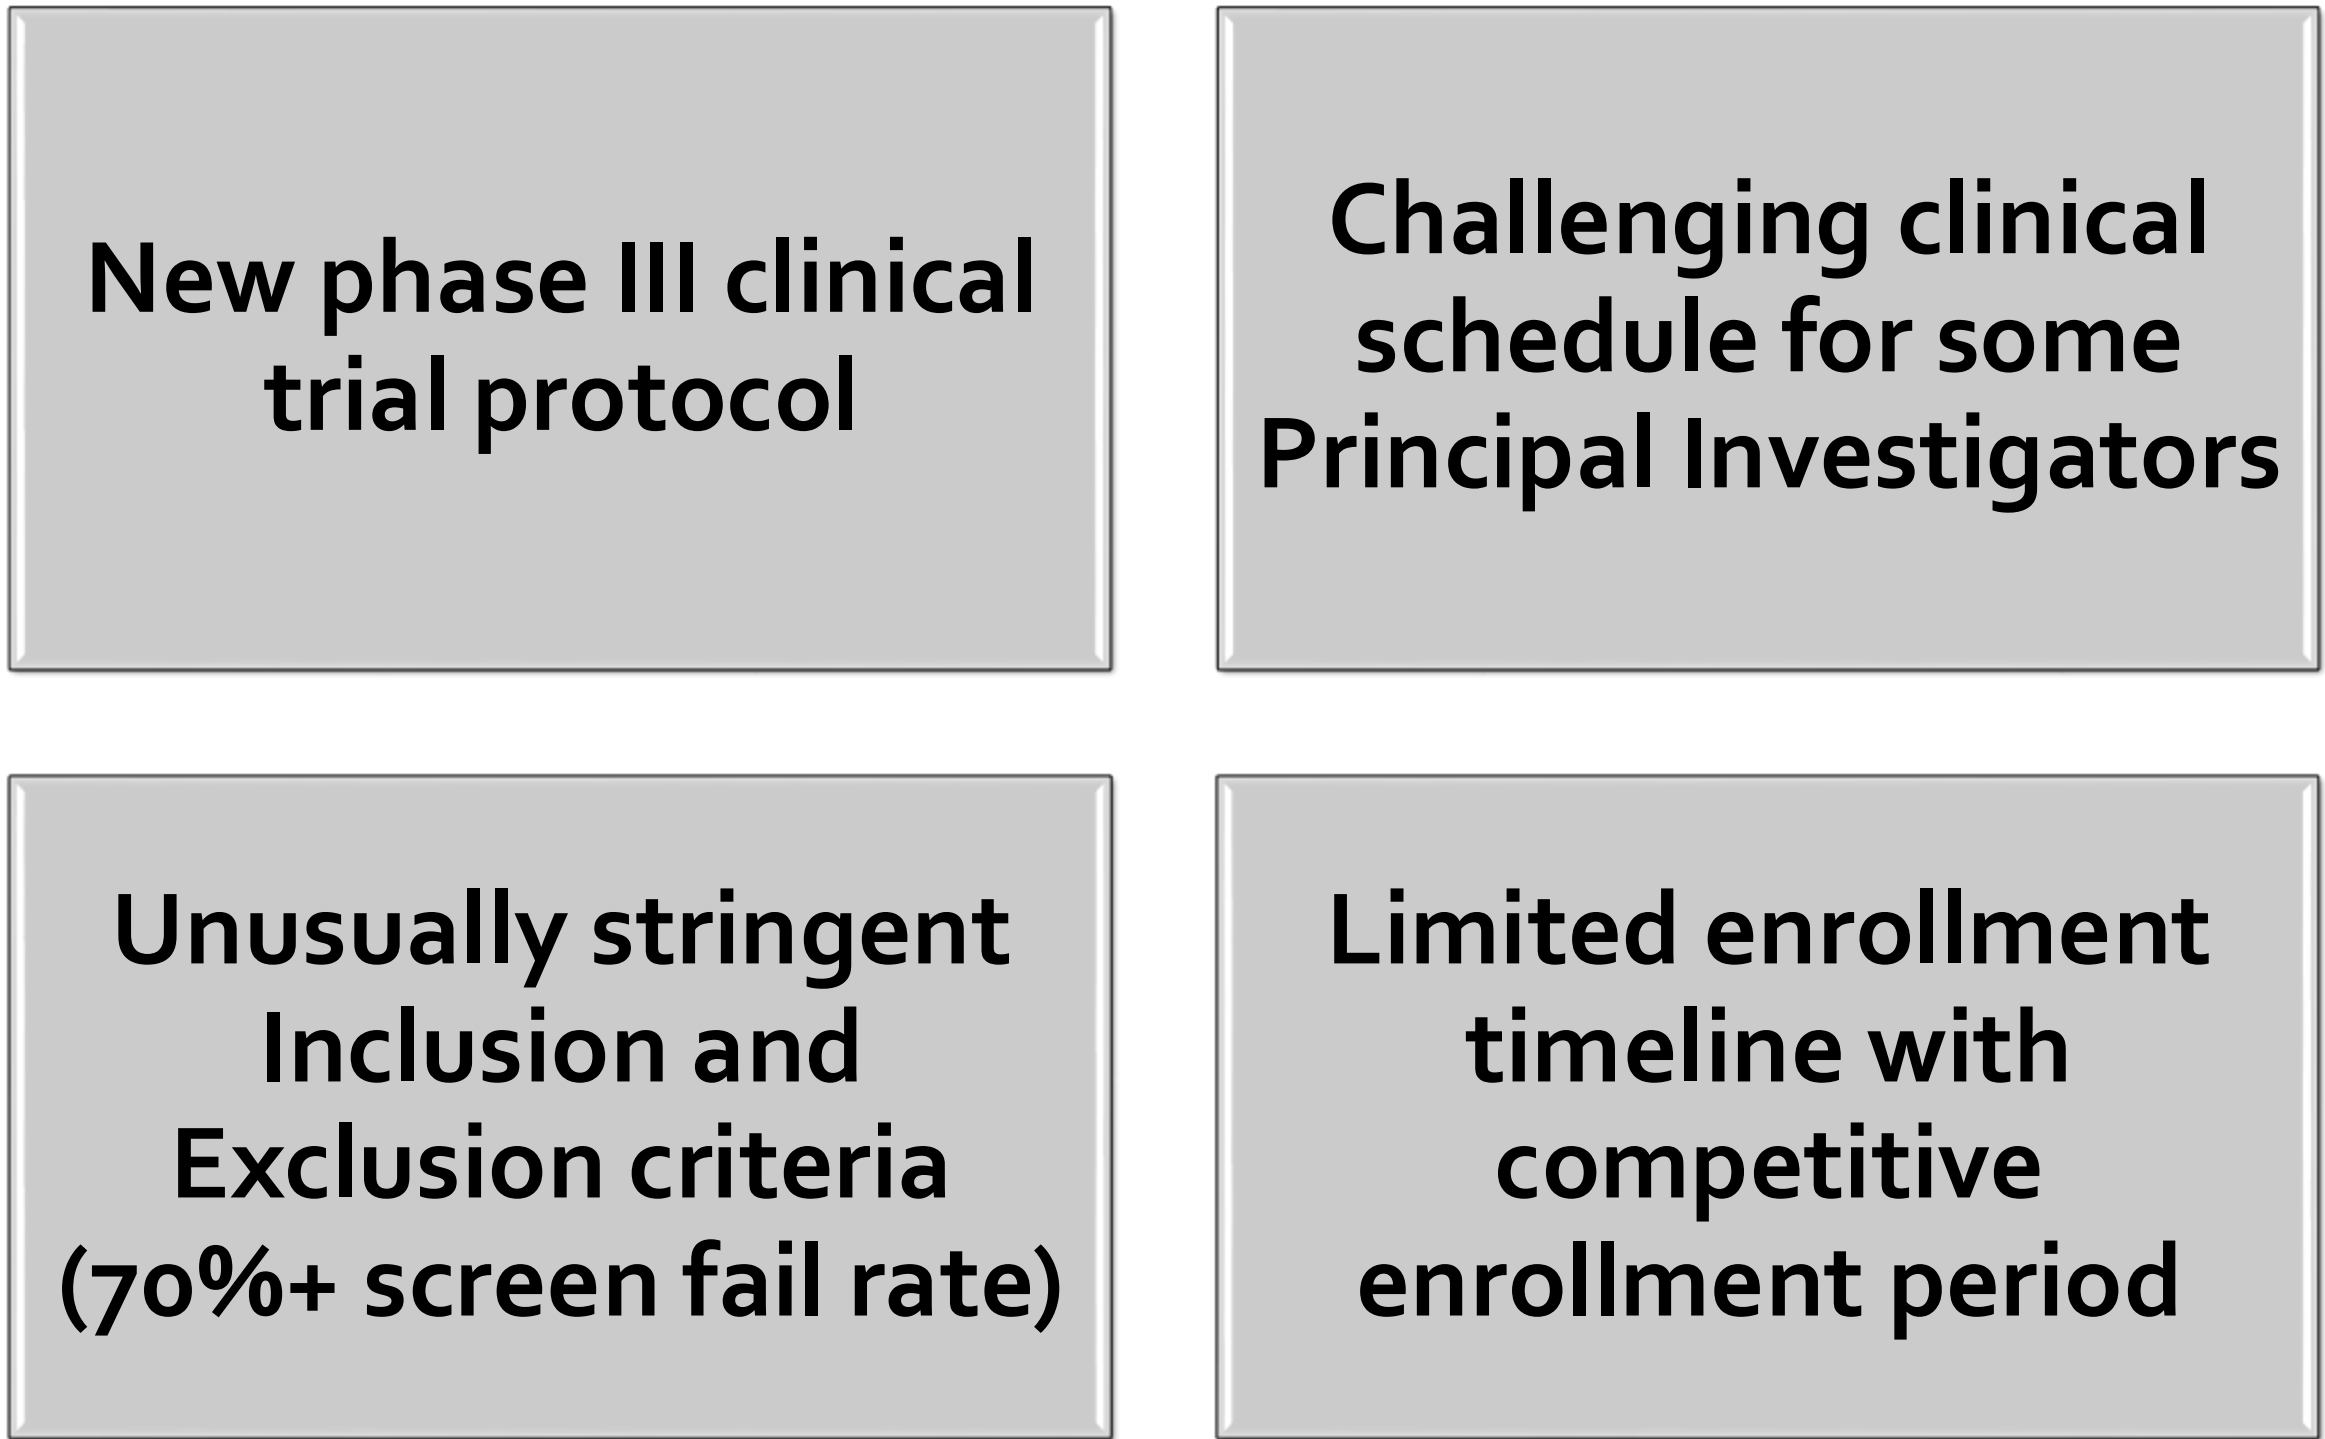 New phase III clinical
trial protocol
Challenging clinical
schedule for some
Principal Investigators
Unusually stringent
Inclusion and
Exclusion criteria
(70%+ screen fail rate)
Limited enrollment
timeline with
competitive
enrollment period